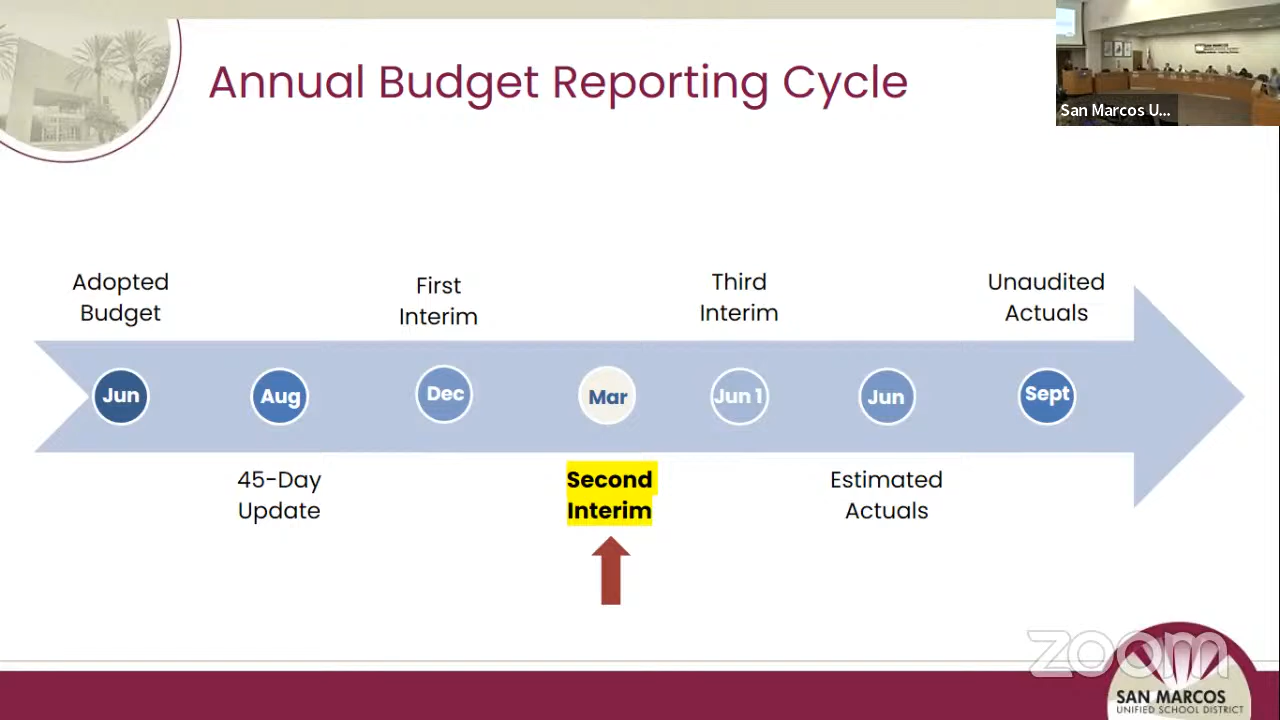 Annual Budget Reporting Cycle
San Marcos U...
Adopted
Budget
First
Interim
Third
Interim
Unaudited
Actuals
Jun
Aug
Dec
Mar
Jun 1
Jun
Sept
45-Day
Update
Second
Interim
Estimated
Actuals
zoom
SAN MARCOS
UNIFIED SCHOOL DISTRICT